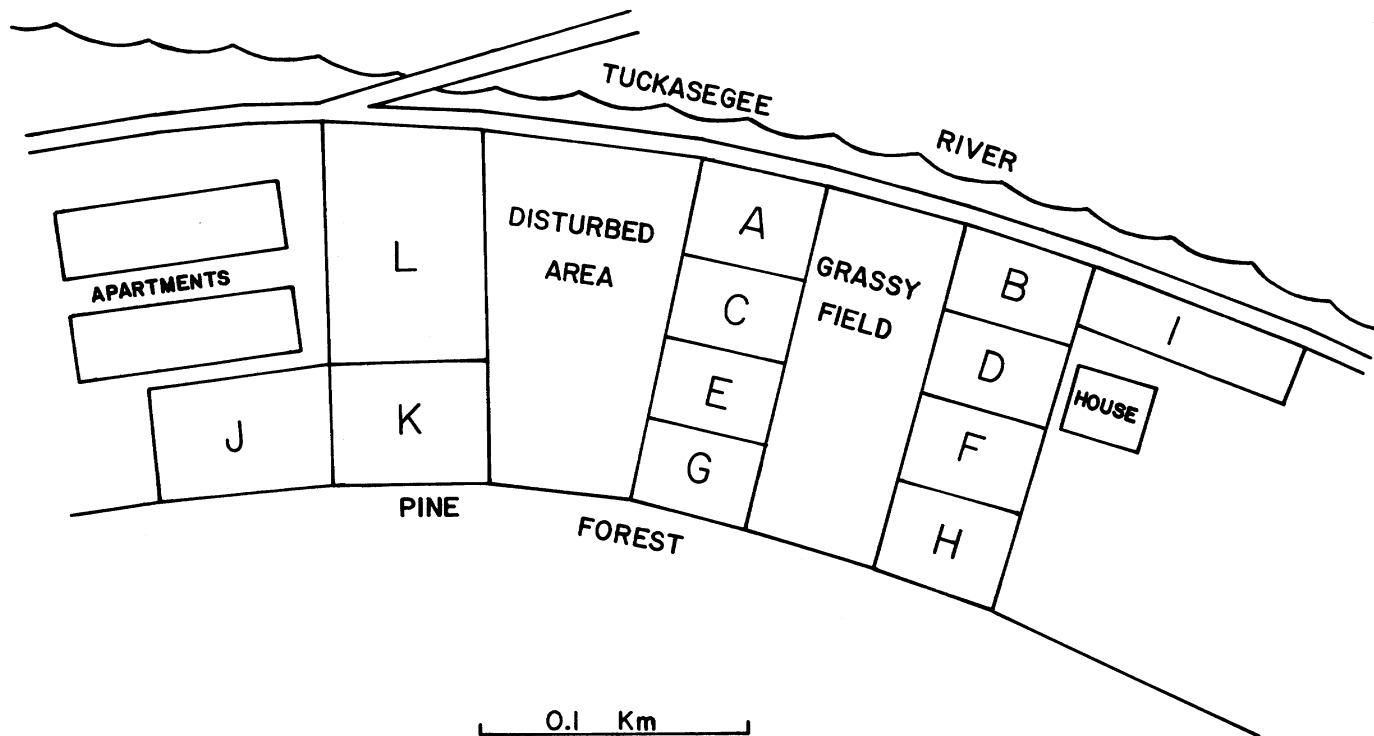 TUCKASEGEE
RIVER
DISTURBED
AREA
L
APARTMENTS
J
K
A
C
E
G
GRASSY
FIELD
B
D
F
H
I
HOUSE
PINE
FOREST
0.1 Km